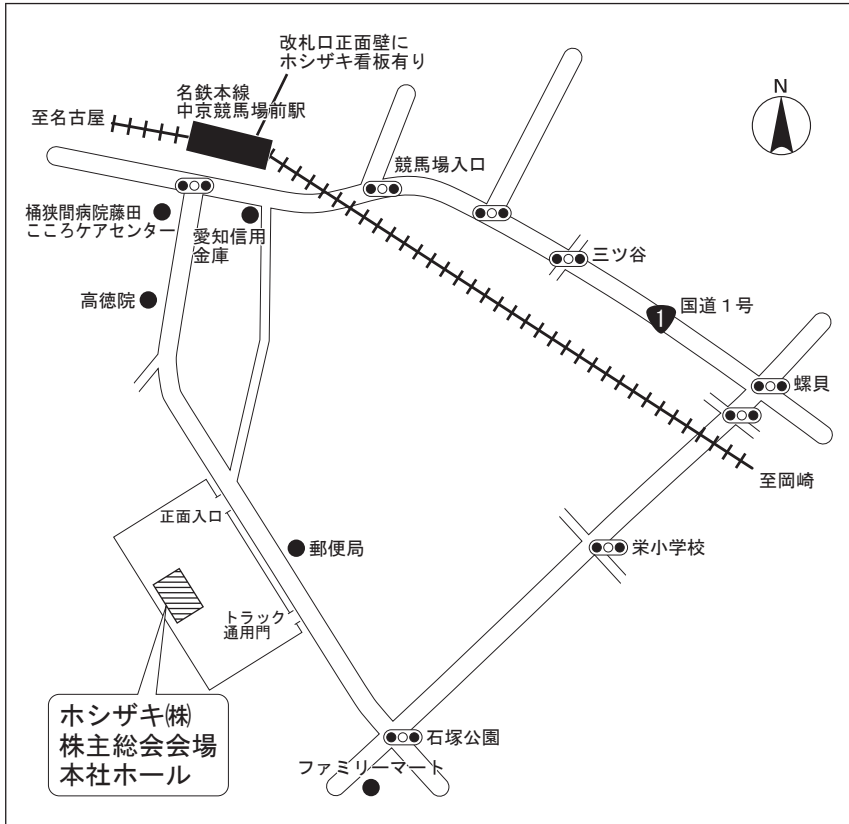 改札口正面壁に
ホシザキ看板有り
N
名鉄本線
中京競馬場前駅
至名古屋
競馬場入口
桶狭間病院藤田
こころケアセンター
愛知信用
金庫
三ツ谷
高徳院
国道1号
1
螺貝
至岡崎
正面入口
郵便局
栄小学校
トラック
通用門
ホシザキ㈱
株主総会会場
本社ホール
石塚公園
ファミリーマート